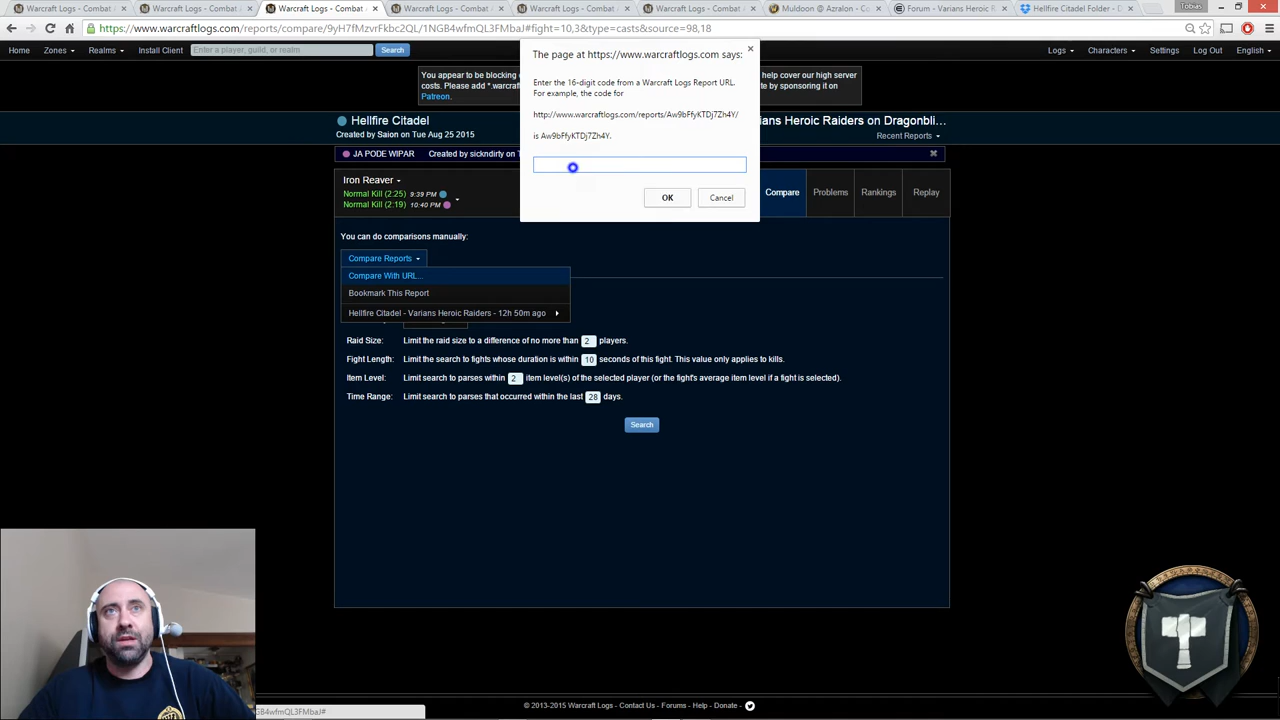 Warcraft Logs - Combat A
Warcraft Logs - Combat A
Warcraft Logs - Combat A
Warcraft Logs - Combat A
Warcraft Logs - Combat A
Warcraft Logs - Combat A
Muldoon @ Azralon - G
Forum - Varians Heroic R
Hellfire Citadel Folder - D
Tobias
https://www.warcraftlogs.com/reports/compare/9yH7fMzvrFkbc2QL/1NGB4wfmQL3FMbaJ#fight=10,3&type=casts&source=98,18
Home Zones Realms Install Client Enter a player, guild, or realm Search Logs Characters Settings Log Out English
The page at https://www.warcraftlogs.com says:
Enter the 16-digit code from a Warcraft Logs Report URL.
For example, the code for
http://www.warcraftlogs.com/reports/Aw9bFfyKTDj7Zh4Y/
is Aw9bFfyKTDj7Zh4Y.
OK Cancel
You appear to be blocking
costs. Please add *.warcraft
Patreon.
help cover our high server
te by sponsoring it on
Hellfire Citadel
Created by Saion on Tue Aug 25 2015
arians Heroic Raiders on Dragonbli...
Recent Reports
JA PODE WIPAR Created by sickndirty on T
Iron Reaver
Normal Kill (2:25) 9:39 PM
Normal Kill (2:19) 10:40 PM
Compare Problems Rankings Replay
You can do comparisons manually:
Compare Reports
Compare With URL...
Bookmark This Report
Hellfire Citadel - Varians Heroic Raiders - 12h 50m ago
Raid Size: Limit the raid size to a difference of no more than 2 players.
Fight Length: Limit the search to fights whose duration is within 10 seconds of this fight. This value only applies to kills.
Item Level: Limit search to parses within 2 item level(s) of the selected player (or the fight's average item level if a fight is selected).
Time Range: Limit search to parses that occurred within the last 28 days.
Search
NGB4wfmQL3FMbaJ#
© 2013-2015 Warcraft Logs - Contact Us - Forums - Help - Donate -